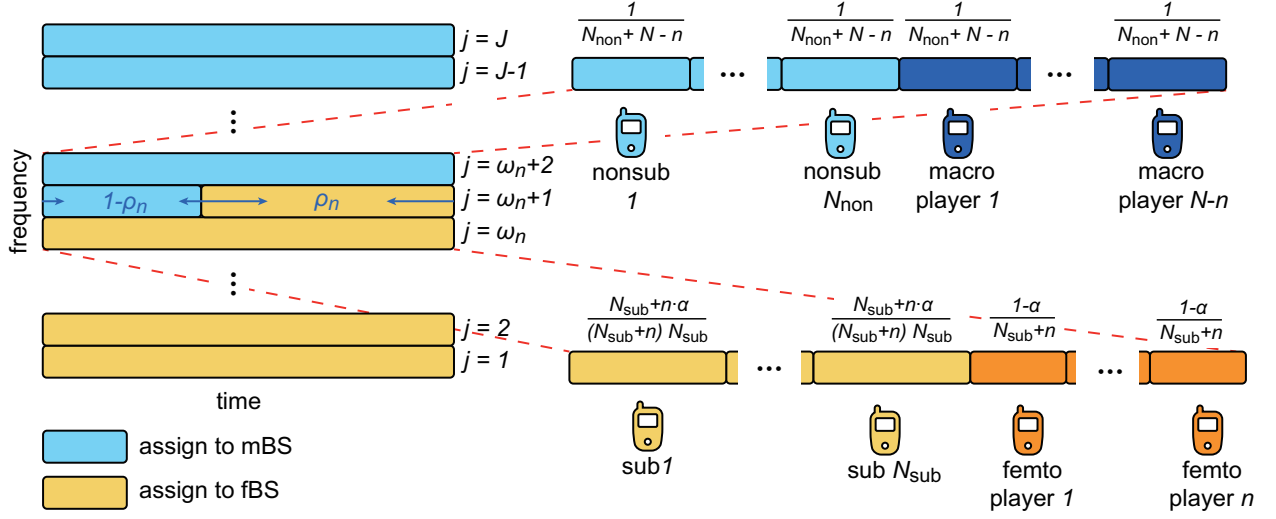 j = J
j = J-1
⋮
frequency
j = ωn+2
1-ρn
ρn
j = ωn+1
j = ωn
⋮
j = 2
j = 1
time
assign to mBS
assign to fBS
1
Nnon+ N - n
1
Nnon+ N - n
1
Nnon+ N - n
1
Nnon+ N - n
...
...
nonsub
1
nonsub
Nnon
macro
player 1
macro
player N-n
Nsub+n·α
(Nsub+n) Nsub
Nsub+n·α
(Nsub+n) Nsub
1-α
Nsub+n
1-α
Nsub+n
...
...
sub1
sub Nsub
femto
player 1
femto
player n